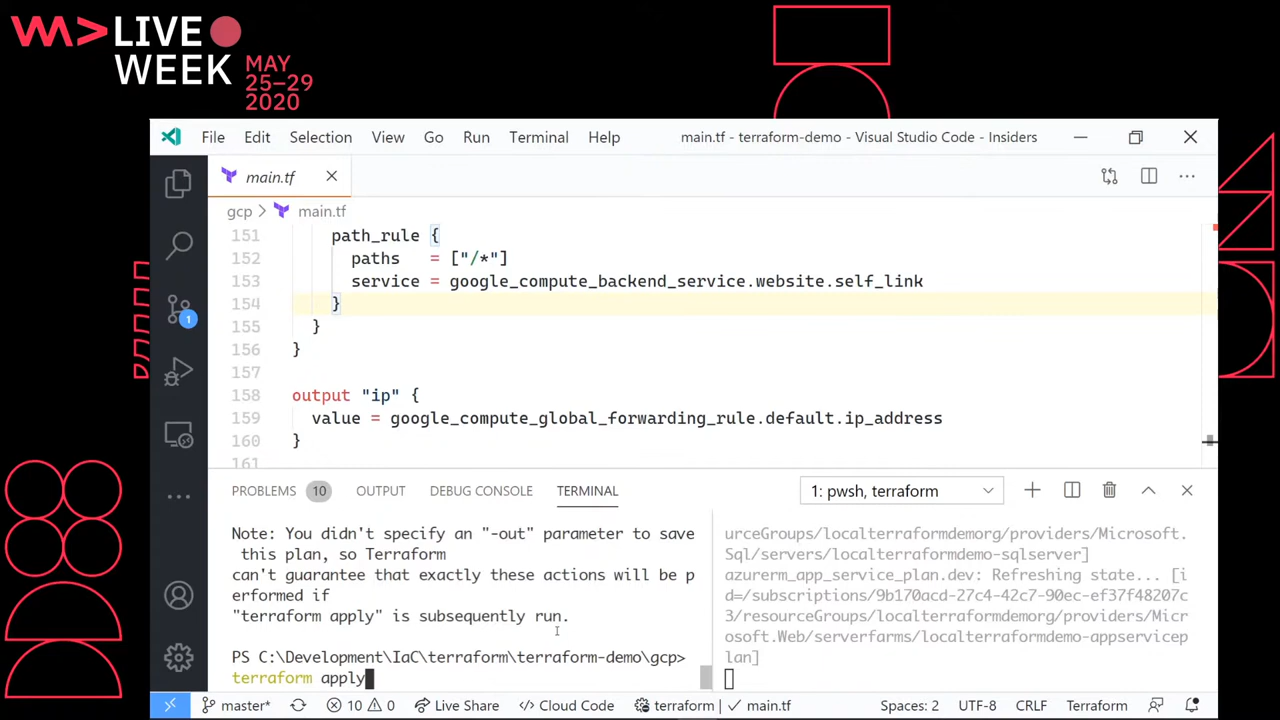 LIVE
WEEK
MAY
25–29
2020
File Edit Selection View Go Run Terminal Help
main.tf - terraform-demo - Visual Studio Code - Insiders
main.tf
gcp > main.tf
151 path_rule {
152 paths = ["/*"]
153 service = google_compute_backend_service.website.self_link
154 }
155 }
156 }
157
158 output "ip" {
159 value = google_compute_global_forwarding_rule.default.ip_address
160 }
161
1
PROBLEMS 10 OUTPUT DEBUG CONSOLE TERMINAL
1: pwsh, terraform
Note: You didn't specify an "-out" parameter to save
this plan, so Terraform
can't guarantee that exactly these actions will be p
erformed if
"terraform apply" is subsequently run.
PS C:\Development\IaC\terraform\terraform-demo\gcp>
terraform apply
urceGroups/localterraformdemorg/providers/Microsoft.
Sql/servers/localterraformdemo-sqlserver]
azurerm_app_service_plan.dev: Refreshing state... [i
d=/subscriptions/9b170acd-27c4-42c7-90ec-ef37f48207c
3/resourceGroups/localterraformdemorg/providers/Micr
osoft.Web/serverfarms/localterraformdemo-appservicep
lan]
master* 10 0 Live Share Cloud Code terraform main.tf Spaces: 2 UTF-8 CRLF Terraform